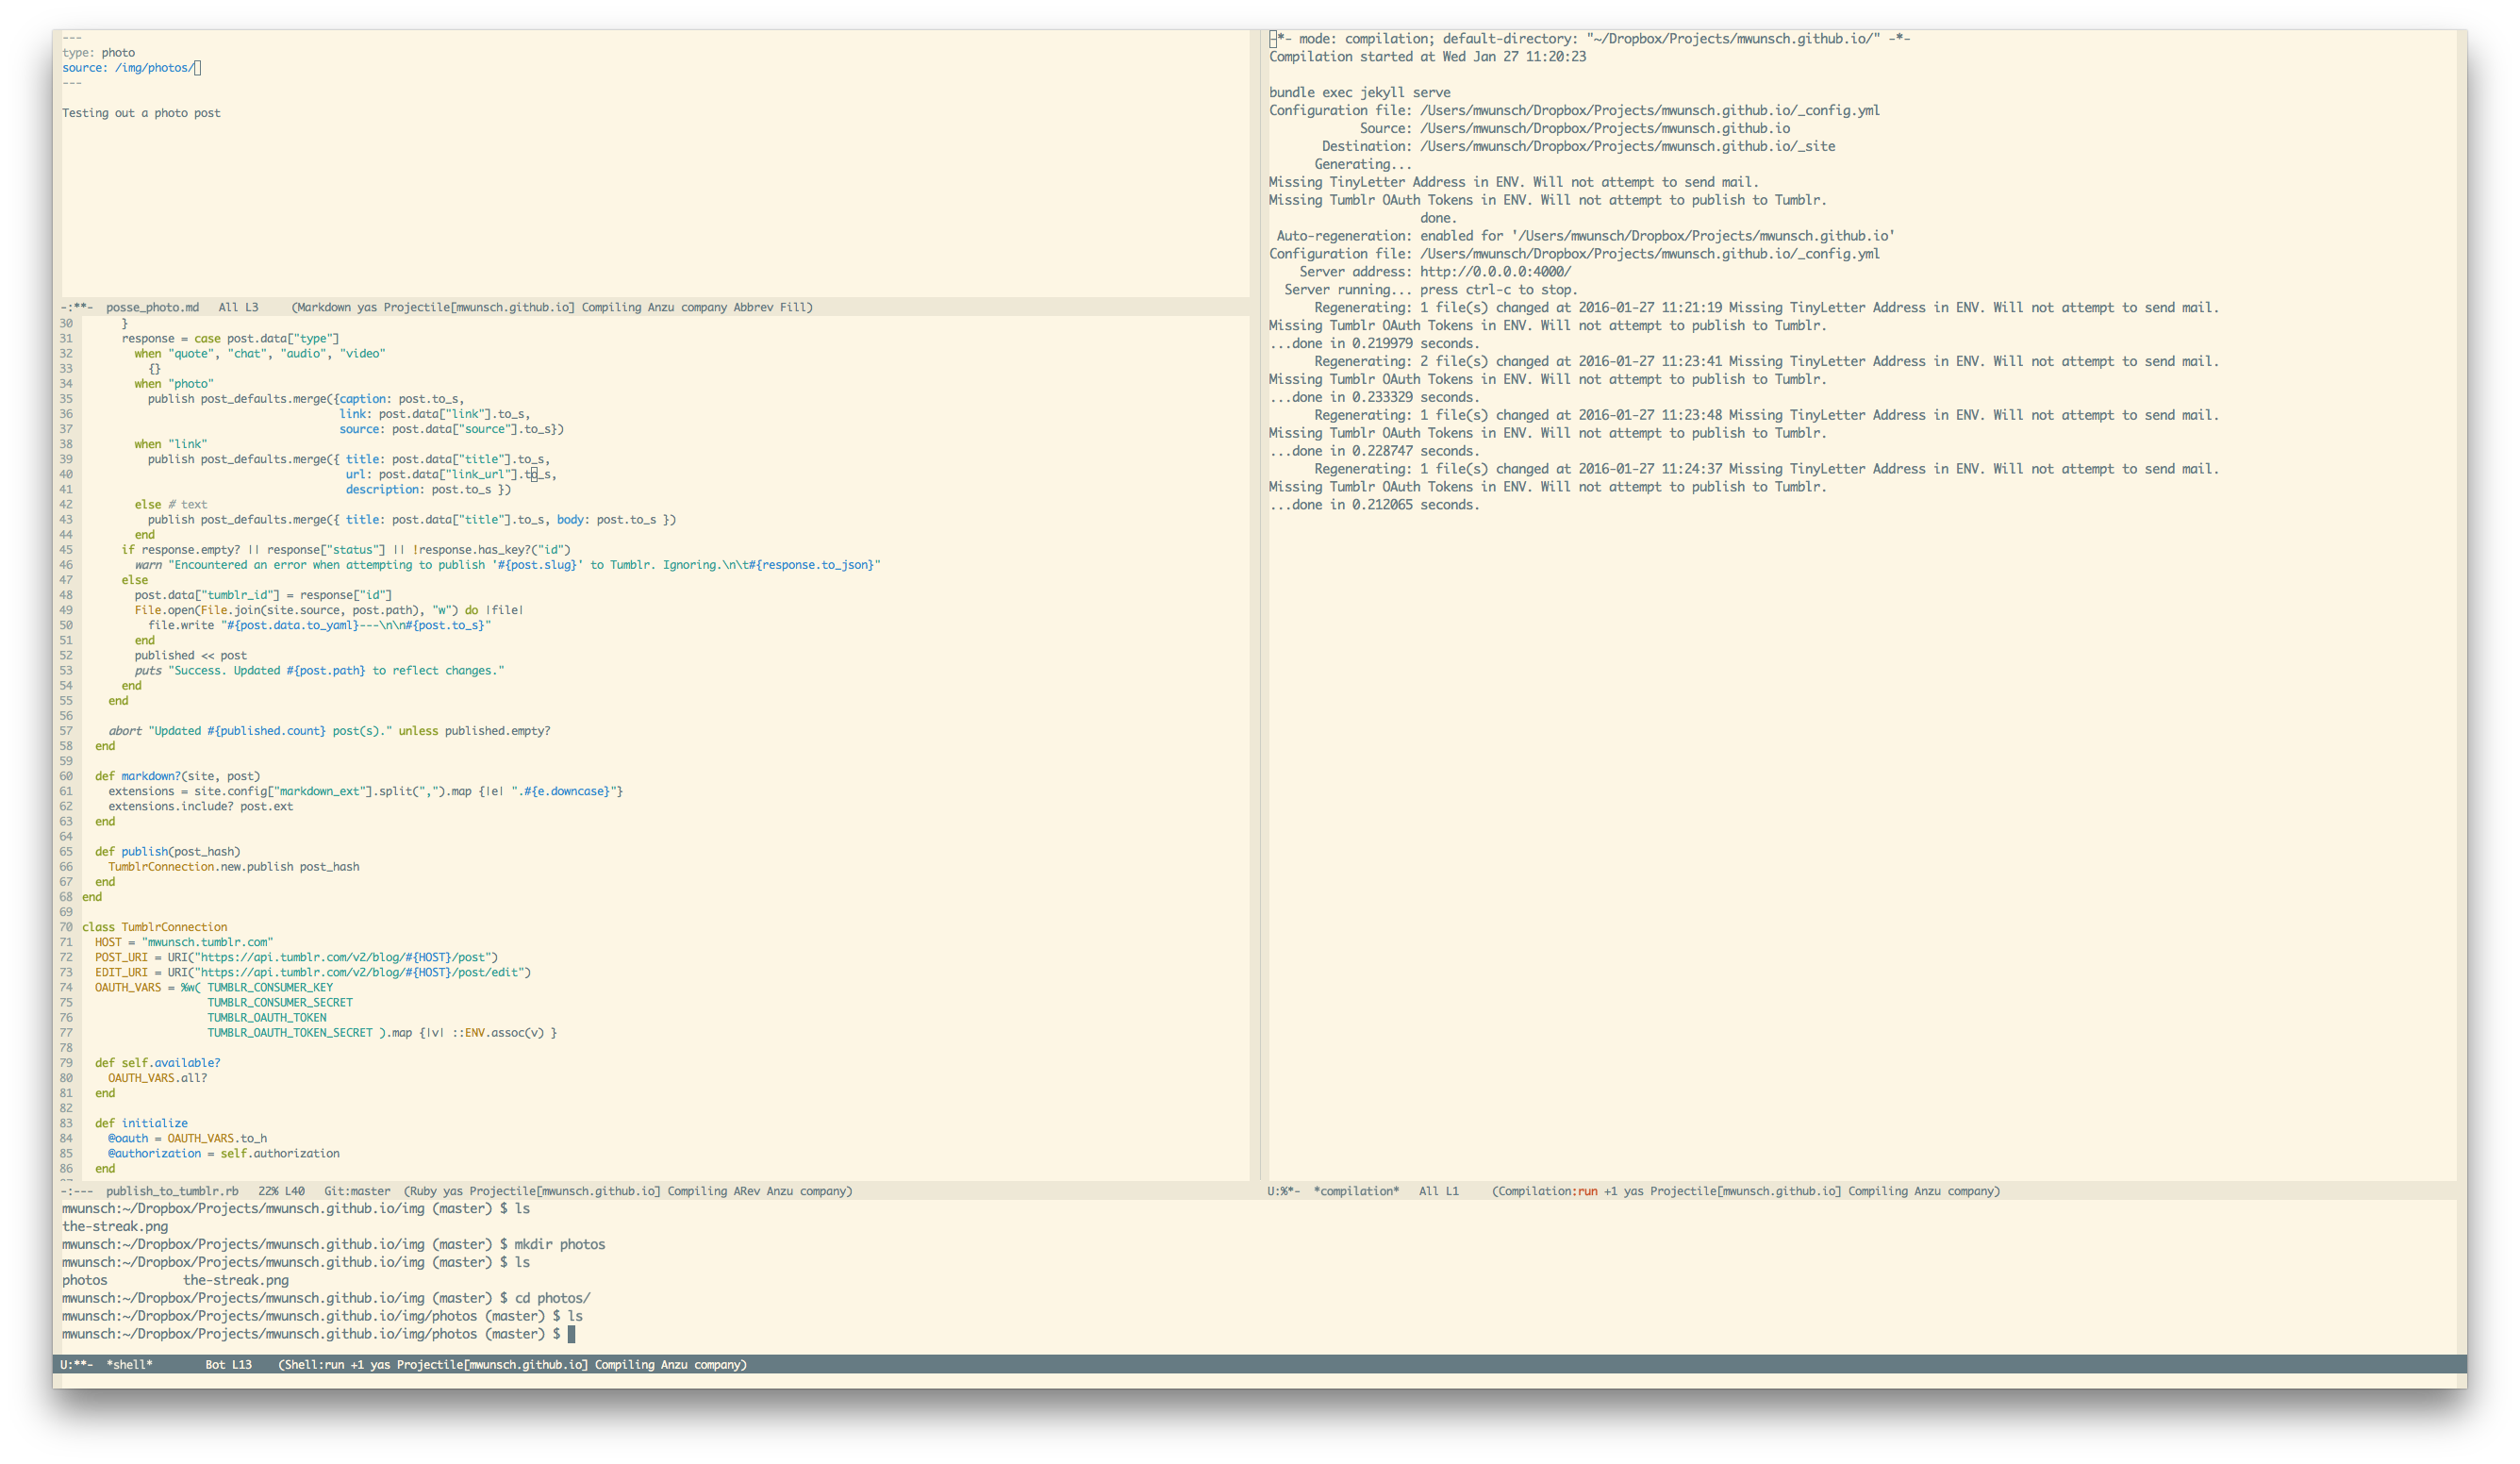 ---
type: photo
source: /img/photos/
---

Testing out a photo post
-:**-  posse_photo.md   All L3     (Markdown yas Projectile[mwunsch.github.io] Compiling Anzu company Abbrev Fill)
30       }
31       response = case post.data["type"]
32         when "quote", "chat", "audio", "video"
33           {}
34         when "photo"
35           publish post_defaults.merge({caption: post.to_s,
36                                        link: post.data["link"].to_s,
37                                        source: post.data["source"].to_s})
38         when "link"
39           publish post_defaults.merge({ title: post.data["title"].to_s,
40                                         url: post.data["link_url"].to_s,
41                                         description: post.to_s })
42         else # text
43           publish post_defaults.merge({ title: post.data["title"].to_s, body: post.to_s })
44         end
45       if response.empty? || response["status"] || !response.has_key?("id")
46         warn "Encountered an error when attempting to publish '#{post.slug}' to Tumblr. Ignoring.\n\t#{response.to_json}"
47       else
48         post.data["tumblr_id"] = response["id"]
49         File.open(File.join(site.source, post.path), "w") do |file|
50           file.write "#{post.data.to_yaml}---\n\n#{post.to_s}"
51         end
52         published << post
53         puts "Success. Updated #{post.path} to reflect changes."
54       end
55     end
56
57     abort "Updated #{published.count} post(s)." unless published.empty?
58   end
59
60   def markdown?(site, post)
61     extensions = site.config["markdown_ext"].split(",").map {|e| ".#{e.downcase}"}
62     extensions.include? post.ext
63   end
64
65   def publish(post_hash)
66     TumblrConnection.new.publish post_hash
67   end
68 end
69
70 class TumblrConnection
71   HOST = "mwunsch.tumblr.com"
72   POST_URI = URI("https://api.tumblr.com/v2/blog/#{HOST}/post")
73   EDIT_URI = URI("https://api.tumblr.com/v2/blog/#{HOST}/post/edit")
74   OAUTH_VARS = %w( TUMBLR_CONSUMER_KEY
75                    TUMBLR_CONSUMER_SECRET
76                    TUMBLR_OAUTH_TOKEN
77                    TUMBLR_OAUTH_TOKEN_SECRET ).map {|v| ::ENV.assoc(v) }
78
79   def self.available?
80     OAUTH_VARS.all?
81   end
82
83   def initialize
84     @oauth = OAUTH_VARS.to_h
85     @authorization = self.authorization
86   end
-:---  publish_to_tumblr.rb   22% L40   Git:master  (Ruby yas Projectile[mwunsch.github.io] Compiling ARev Anzu company)
-*- mode: compilation; default-directory: "~/Dropbox/Projects/mwunsch.github.io/" -*-
Compilation started at Wed Jan 27 11:20:23

bundle exec jekyll serve
Configuration file: /Users/mwunsch/Dropbox/Projects/mwunsch.github.io/_config.yml
            Source: /Users/mwunsch/Dropbox/Projects/mwunsch.github.io
       Destination: /Users/mwunsch/Dropbox/Projects/mwunsch.github.io/_site
      Generating...
Missing TinyLetter Address in ENV. Will not attempt to send mail.
Missing Tumblr OAuth Tokens in ENV. Will not attempt to publish to Tumblr.
                    done.
 Auto-regeneration: enabled for '/Users/mwunsch/Dropbox/Projects/mwunsch.github.io'
Configuration file: /Users/mwunsch/Dropbox/Projects/mwunsch.github.io/_config.yml
    Server address: http://0.0.0.0:4000/
  Server running... press ctrl-c to stop.
      Regenerating: 1 file(s) changed at 2016-01-27 11:21:19 Missing TinyLetter Address in ENV. Will not attempt to send mail.
Missing Tumblr OAuth Tokens in ENV. Will not attempt to publish to Tumblr.
...done in 0.219979 seconds.
      Regenerating: 2 file(s) changed at 2016-01-27 11:23:41 Missing TinyLetter Address in ENV. Will not attempt to send mail.
Missing Tumblr OAuth Tokens in ENV. Will not attempt to publish to Tumblr.
...done in 0.233329 seconds.
      Regenerating: 1 file(s) changed at 2016-01-27 11:23:48 Missing TinyLetter Address in ENV. Will not attempt to send mail.
Missing Tumblr OAuth Tokens in ENV. Will not attempt to publish to Tumblr.
...done in 0.228747 seconds.
      Regenerating: 1 file(s) changed at 2016-01-27 11:24:37 Missing TinyLetter Address in ENV. Will not attempt to send mail.
Missing Tumblr OAuth Tokens in ENV. Will not attempt to publish to Tumblr.
...done in 0.212065 seconds.
U:%*-  *compilation*   All L1     (Compilation:run +1 yas Projectile[mwunsch.github.io] Compiling Anzu company)
mwunsch:~/Dropbox/Projects/mwunsch.github.io/img (master) $ ls
the-streak.png
mwunsch:~/Dropbox/Projects/mwunsch.github.io/img (master) $ mkdir photos
mwunsch:~/Dropbox/Projects/mwunsch.github.io/img (master) $ ls
photos          the-streak.png
mwunsch:~/Dropbox/Projects/mwunsch.github.io/img (master) $ cd photos/
mwunsch:~/Dropbox/Projects/mwunsch.github.io/img/photos (master) $ ls
mwunsch:~/Dropbox/Projects/mwunsch.github.io/img/photos (master) $
U:**-  *shell*        Bot L13    (Shell:run +1 yas Projectile[mwunsch.github.io] Compiling Anzu company)